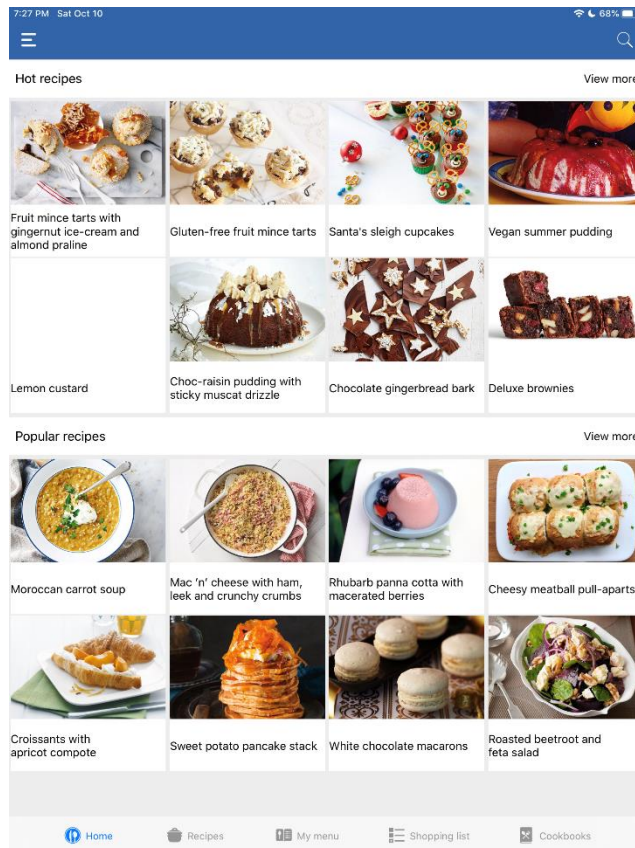 7:27 PM Sat Oct 10
68%
Hot recipes
View more
Fruit mince tarts with
gingernut ice-cream and
almond praline
Gluten-free fruit mince tarts
Santa's sleigh cupcakes
Vegan summer pudding
Lemon custard
Choc-raisin pudding with
sticky muscat drizzle
Chocolate gingerbread bark
Deluxe brownies
Popular recipes
View more
Moroccan carrot soup
Mac 'n' cheese with ham,
leek and crunchy crumbs
Rhubarb panna cotta with
macerated berries
Cheesy meatball pull-aparts
Croissants with
apricot compote
Sweet potato pancake stack
White chocolate macarons
Roasted beetroot and
feta salad
Home
Recipes
My menu
Shopping list
Cookbooks